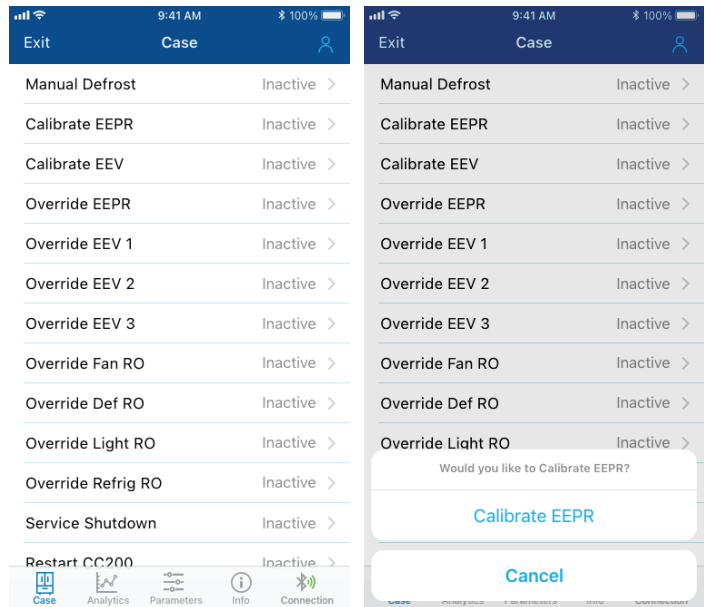 9:41 AM
100%
Exit
Case
Manual Defrost Inactive
Calibrate EEPR Inactive
Calibrate EEV Inactive
Override EEPR Inactive
Override EEV 1 Inactive
Override EEV 2 Inactive
Override EEV 3 Inactive
Override Fan RO Inactive
Override Def RO Inactive
Override Light RO Inactive
Override Refrig RO Inactive
Service Shutdown Inactive
Restart CC200 Inactive
Case Analytics Parameters Info Connection
9:41 AM
100%
Exit
Case
Manual Defrost Inactive
Calibrate EEPR Inactive
Calibrate EEV Inactive
Override EEPR Inactive
Override EEV 1 Inactive
Override EEV 2 Inactive
Override EEV 3 Inactive
Override Fan RO Inactive
Override Def RO Inactive
Override Light RO Inactive
Would you like to Calibrate EEPR?
Calibrate EEPR
Cancel
Case Analytics Parameters Info Connection